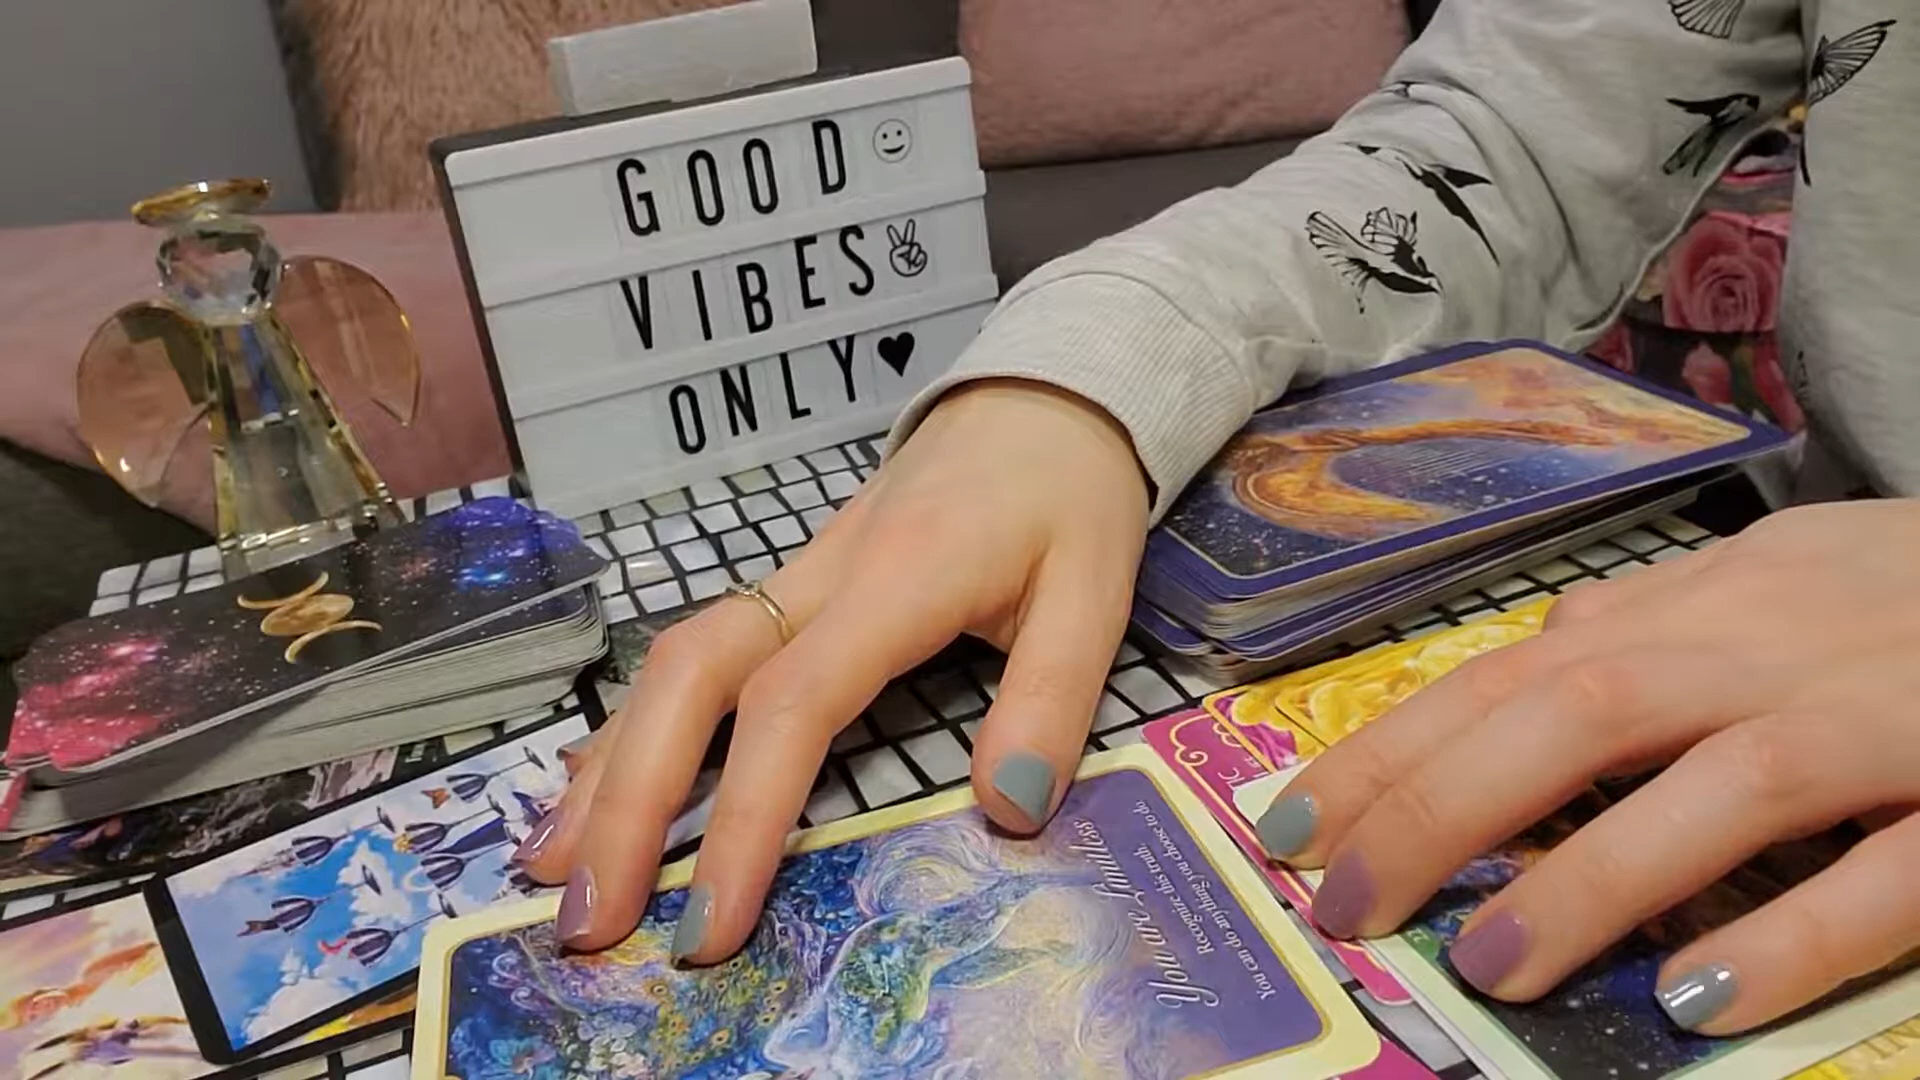 GOOD☺
VIBES✌
ONLY♥
You are limitless.
Recognize this truth.
You can do anything you choose to do.